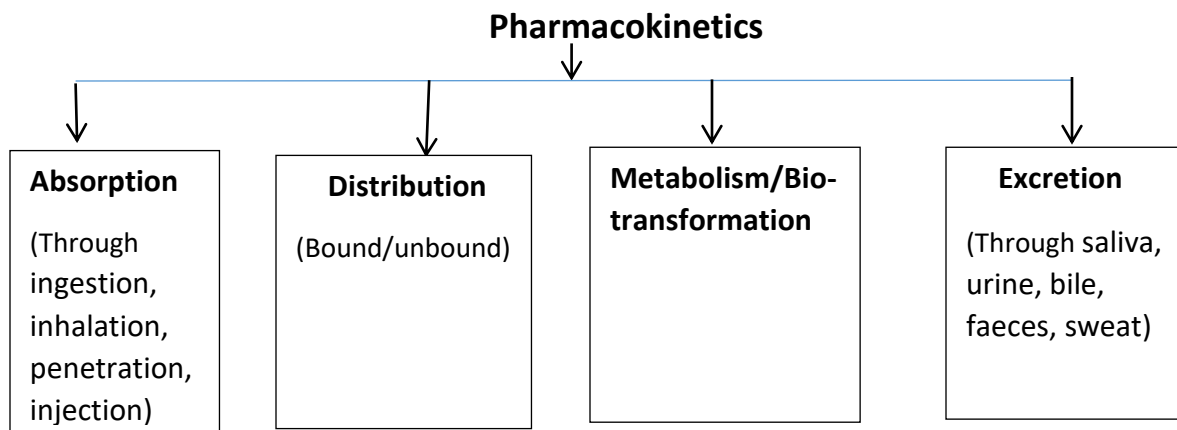 Pharmacokinetics
Absorption
(Through
ingestion,
inhalation,
penetration,
injection)
Distribution
(Bound/unbound)
Metabolism/Bio-
transformation
Excretion
(Through saliva,
urine, bile,
faeces, sweat)